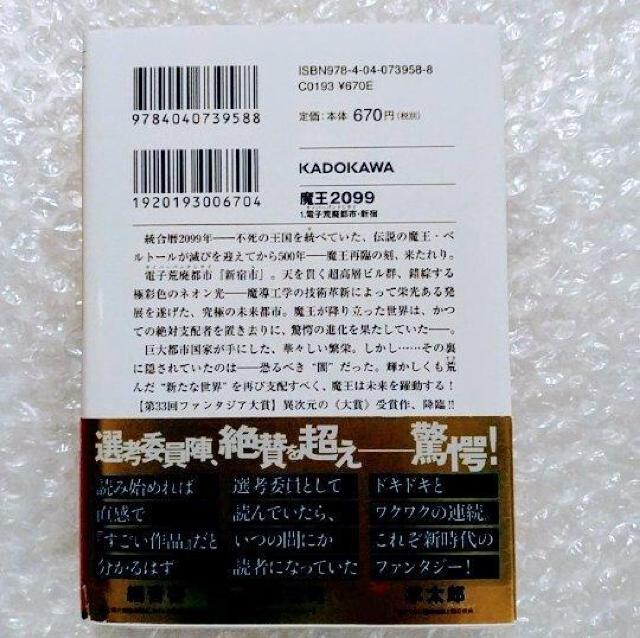 ISBN978-4-04-073958-8
C0193 ¥670E
定価:本体670円(税別)
9784040739588
KADOKAWA
1920193006704
魔王2099
1.電子荒廃都市・新宿
統合暦2099年――不死の王国を統べていた、伝説の魔王・ベ
ルトールが滅びを迎えてから500年――魔王再臨の刻、来たれり。
電子荒廃都市『新宿市』。天を貫く超高層ビル群、錯綜する
極彩色のネオン光――魔導工学の技術革新によって栄光ある発
展を遂げた、究極の未来都市。魔王が降り立った世界は、かつ
ての絶対支配者を置き去りに、驚愕の進化を果たしていた――。
巨大都市国家が手にした、華々しい繁栄。しかし……その裏
に隠されていたのは――恐るべき“闇”だった。輝かしくも荒
んだ“新たな世界”を再び支配すべく、魔王は未来を躍動する!
【第33回ファンタジア大賞】異次元の《大賞》受賞作、降臨!!
選考委員陣、絶賛を超え――驚愕!
読み始めれば
直感で
『すごい作品』だと
分かるはず
選考委員として
読んでいたら、
いつの間にか
読者になっていた
ドキドキと
ワクワクの連続。
これぞ新時代の
ファンタジー!